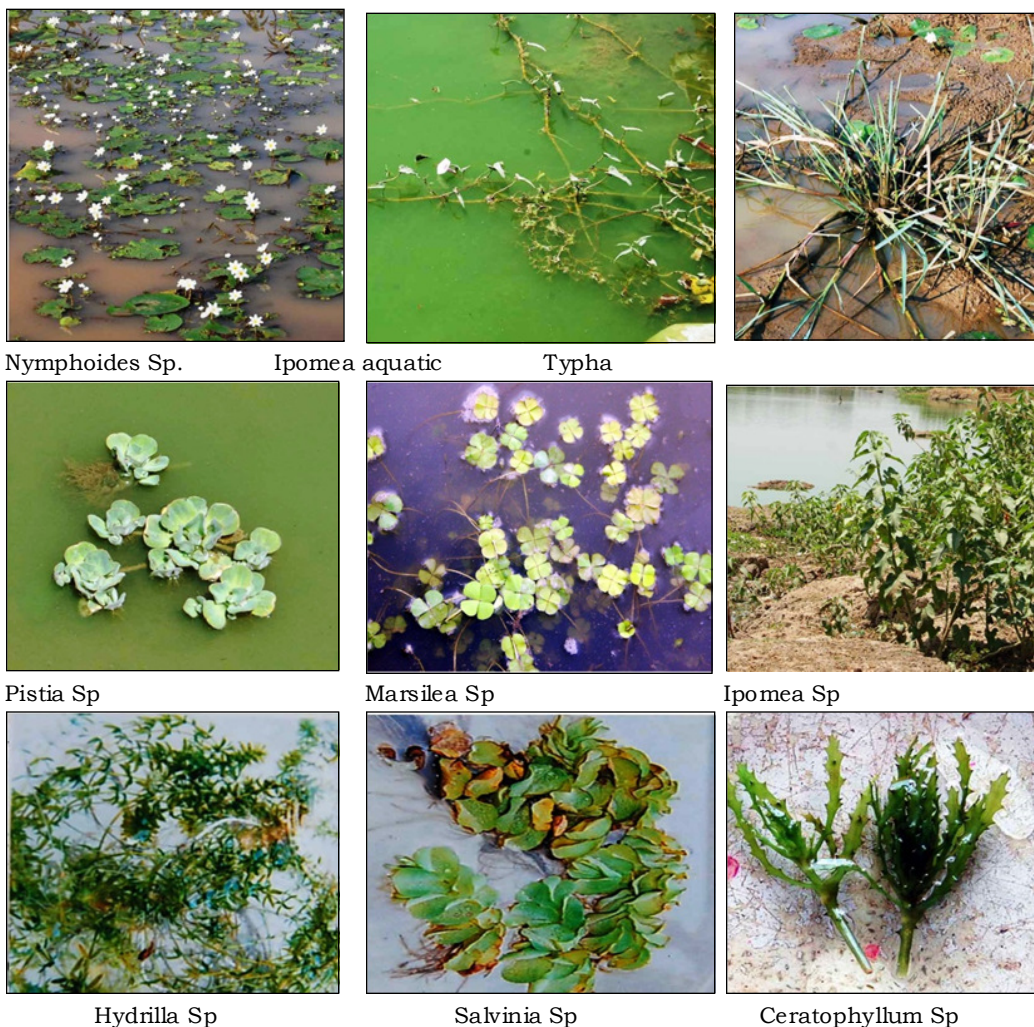 Nymphoides Sp. Ipomea aquatic Typha
Pistia Sp Marsilea Sp Ipomea Sp
Hydrilla Sp Salvinia Sp Ceratophyllum Sp